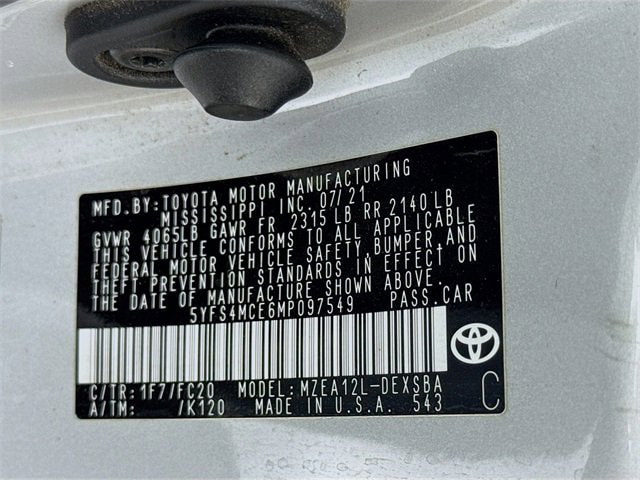 MFD.BY:TOYOTA MOTOR MANUFACTURING
MISSISSIPPI INC.07/21
GVWR 4065LB GAWR FR 2315LB RR 2140LB
THIS VEHICLE CONFORMS TO ALL APPLICABLE
FEDERAL MOTOR VEHICLE SAFETY,BUMPER,AND
THEFT PREVENTION STANDARDS IN EFFECT ON
THE DATE OF MANUFACTURE SHOWN ABOVE.
5YFS4MCE6MP097549 PASS.CAR
C/TR:1F7/FC20 MODEL:MZEA12L-DEXSBA
A/TM: /K120 MADE IN U.S.A. 543 C